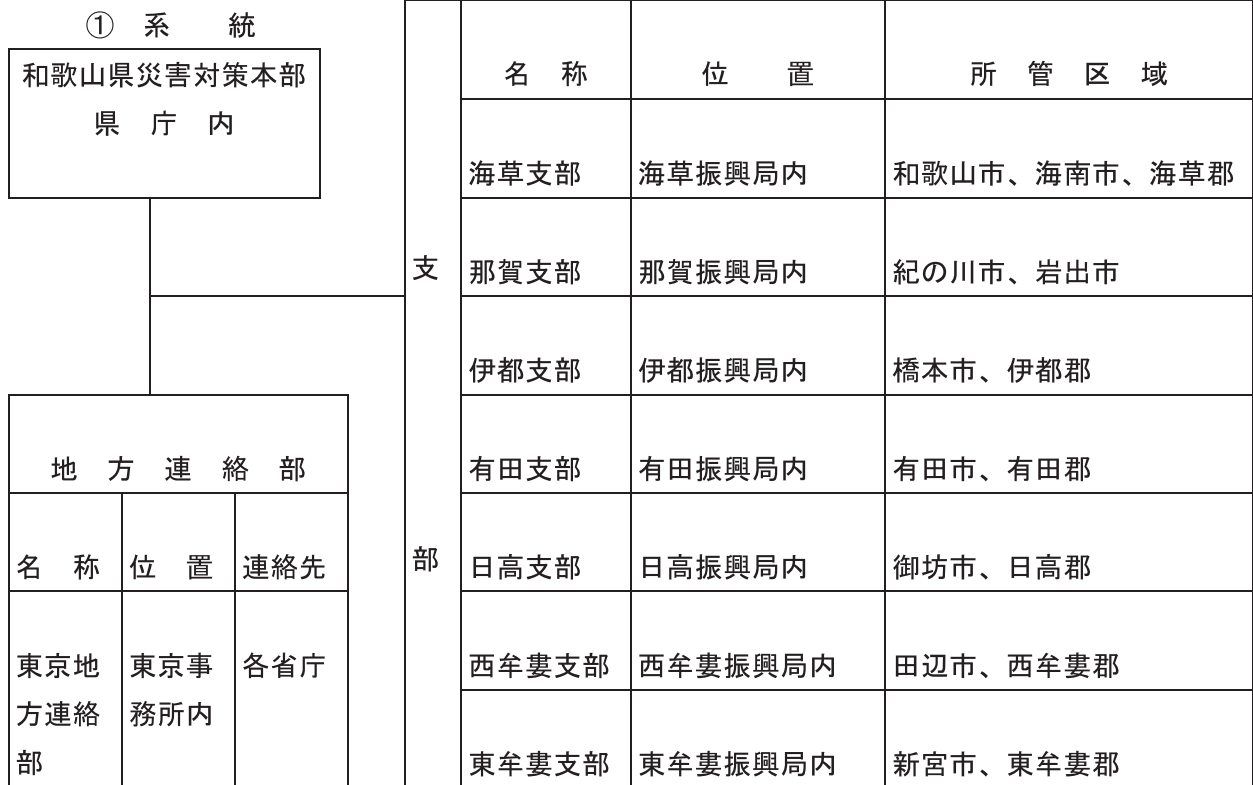 ① 系 統
和歌山県災害対策本部
県 庁 内
地 方 連 絡 部
名 称 位 置 連絡先
東京地 東京事 各省庁
方連絡 務所内
部
支
部
名 称 位 置 所 管 区 域
海草支部 海草振興局内 和歌山市、海南市、海草郡
那賀支部 那賀振興局内 紀の川市、岩出市
伊都支部 伊都振興局内 橋本市、伊都郡
有田支部 有田振興局内 有田市、有田郡
日高支部 日高振興局内 御坊市、日高郡
西牟婁支部 西牟婁振興局内 田辺市、西牟婁郡
東牟婁支部 東牟婁振興局内 新宮市、東牟婁郡